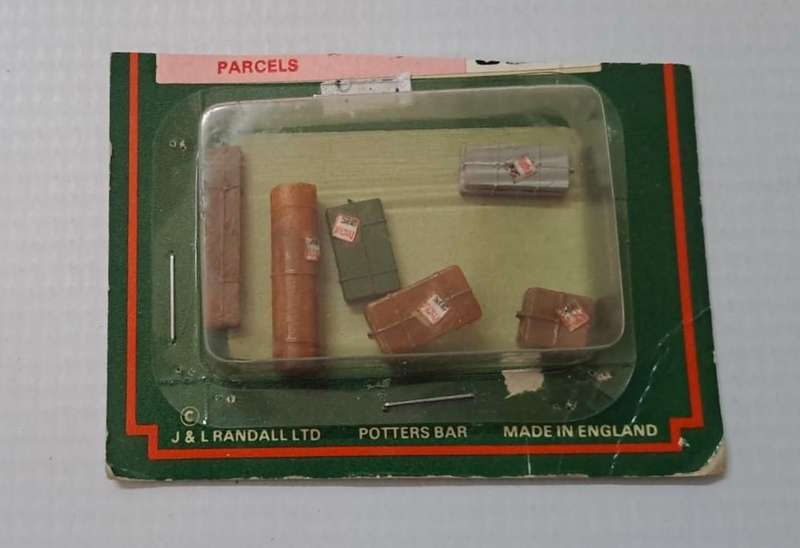 PARCELS
©
J & L RANDALL LTD POTTERS BAR MADE IN ENGLAND